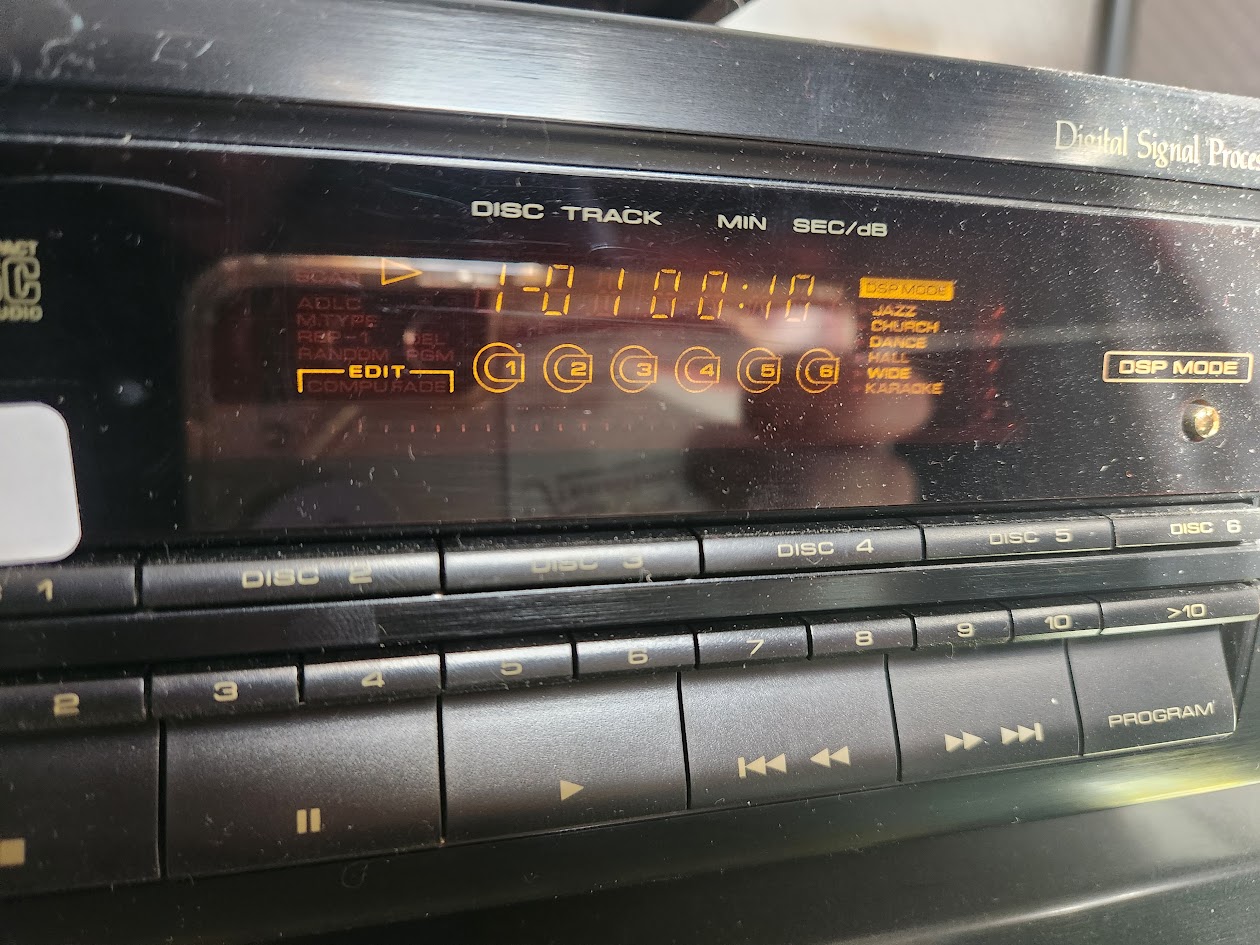 Digital Signal Proce
DISC TRACK MIN SEC/dB
1-01 00:10
DSP MODE
ADLC
M.TYPE
REP-1 DEL
RANDOM PGM
EDIT
COMPU FADE
1 2 3 4 5 6
JAZZ
CHURCH
DANCE
HALL
WIDE
KARAOKE
DSP MODE
1 DISC 2 DISC 3 DISC 4 DISC 5 DISC 6
2 3 4 5 6 7 8 9 10 >10
PROGRAM